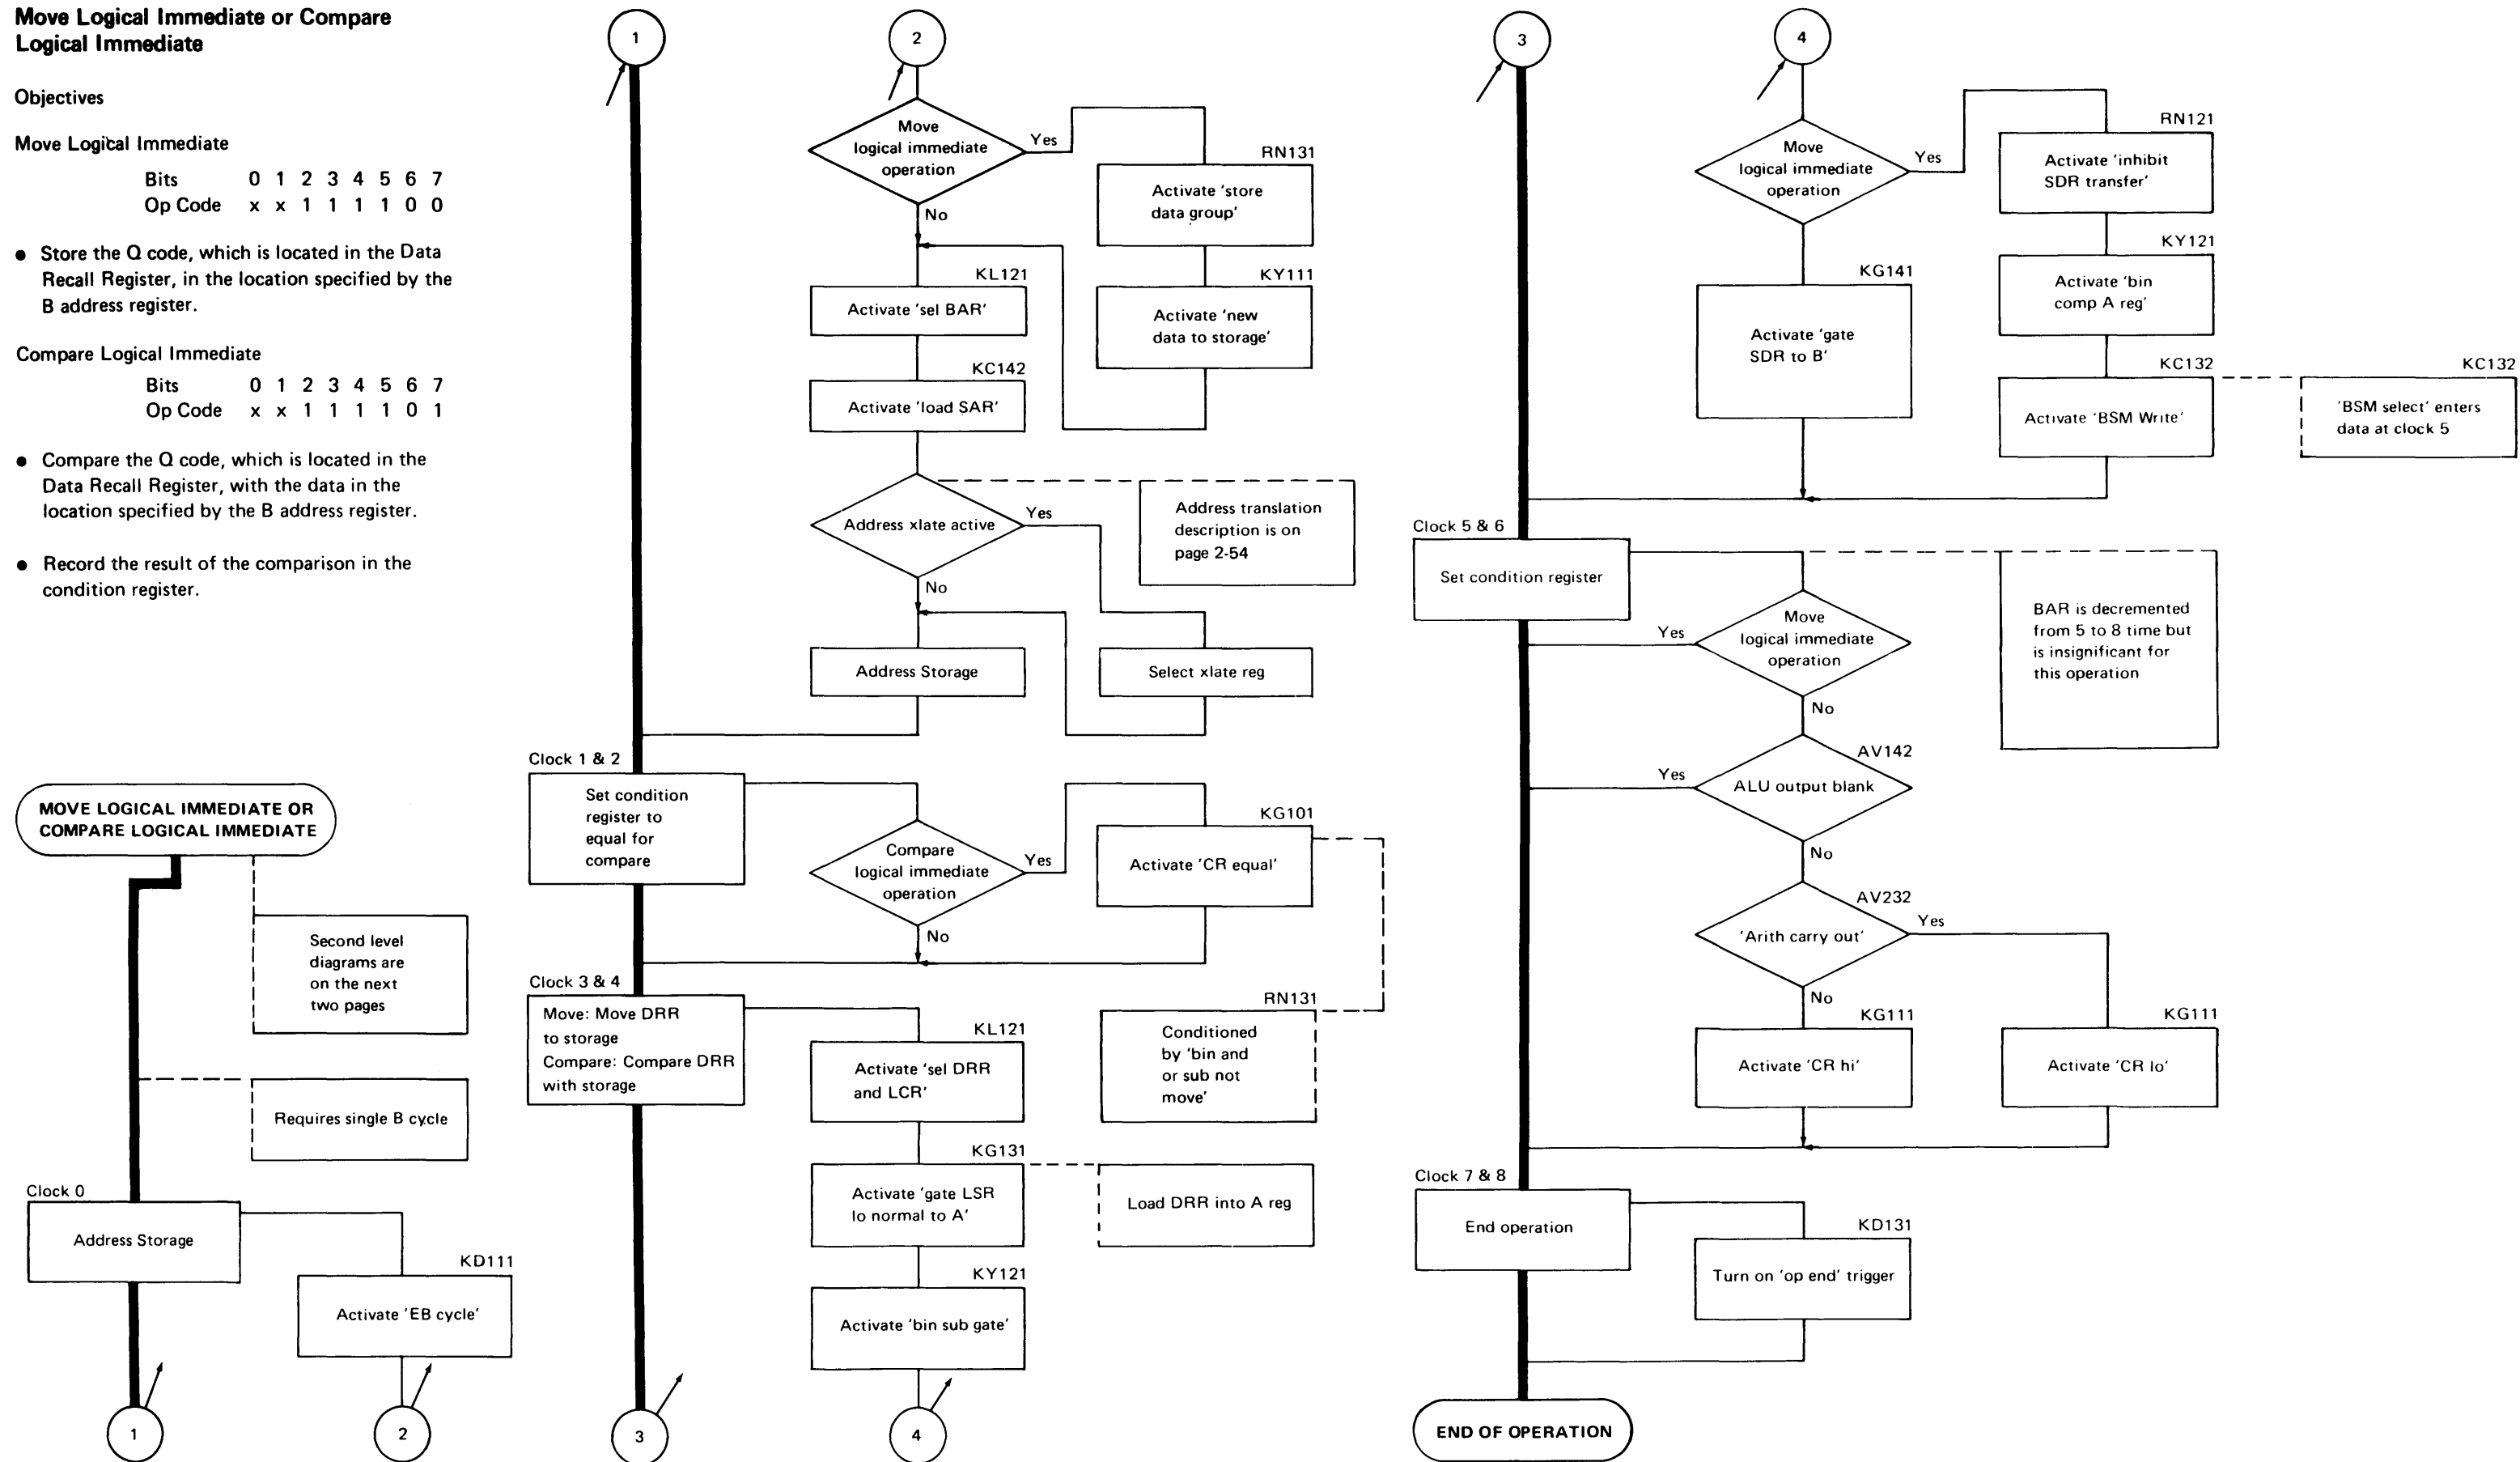 Move Logical Immediate or Compare
Logical Immediate
Objectives
Move Logical Immediate
Bits 0 1 2 3 4 5 6 7
Op Code x x 1 1 1 1 0 0
● Store the Q code, which is located in the Data
Recall Register, in the location specified by the
B address register.
Compare Logical Immediate
Bits 0 1 2 3 4 5 6 7
Op Code x x 1 1 1 1 0 1
● Compare the Q code, which is located in the
Data Recall Register, with the data in the
location specified by the B address register.
● Record the result of the comparison in the
condition register.
MOVE LOGICAL IMMEDIATE OR
COMPARE LOGICAL IMMEDIATE
Second level
diagrams are
on the next
two pages
Requires single B cycle
Clock 0
Address Storage
KD111
Activate 'EB cycle'
1
2
1
2
Move
logical immediate
operation
Yes
No
RN131
Activate 'store
data group'
KY111
Activate 'new
data to storage'
KL121
Activate 'sel BAR'
KC142
Activate 'load SAR'
Address xlate active
Yes
No
Address translation
description is on
page 2-54
Address Storage
Select xlate reg
Clock 1 & 2
Set condition
register to
equal for
compare
Compare
logical immediate
operation
Yes
No
KG101
Activate 'CR equal'
RN131
Conditioned
by 'bin and
or sub not
move'
Clock 3 & 4
Move: Move DRR
to storage
Compare: Compare DRR
with storage
KL121
Activate 'sel DRR
and LCR'
KG131
Activate 'gate LSR
lo normal to A'
Load DRR into A reg
KY121
Activate 'bin sub gate'
3
4
3
4
Move
logical immediate
operation
Yes
RN121
Activate 'inhibit
SDR transfer'
KY121
Activate 'bin
comp A reg'
KC132
Activate 'BSM Write'
KC132
'BSM select' enters
data at clock 5
KG141
Activate 'gate
SDR to B'
Clock 5 & 6
Set condition register
BAR is decremented
from 5 to 8 time but
is insignificant for
this operation
Move
logical immediate
operation
Yes
No
AV142
ALU output blank
Yes
No
AV232
'Arith carry out'
Yes
No
KG111
Activate 'CR hi'
KG111
Activate 'CR lo'
Clock 7 & 8
End operation
KD131
Turn on 'op end' trigger
END OF OPERATION